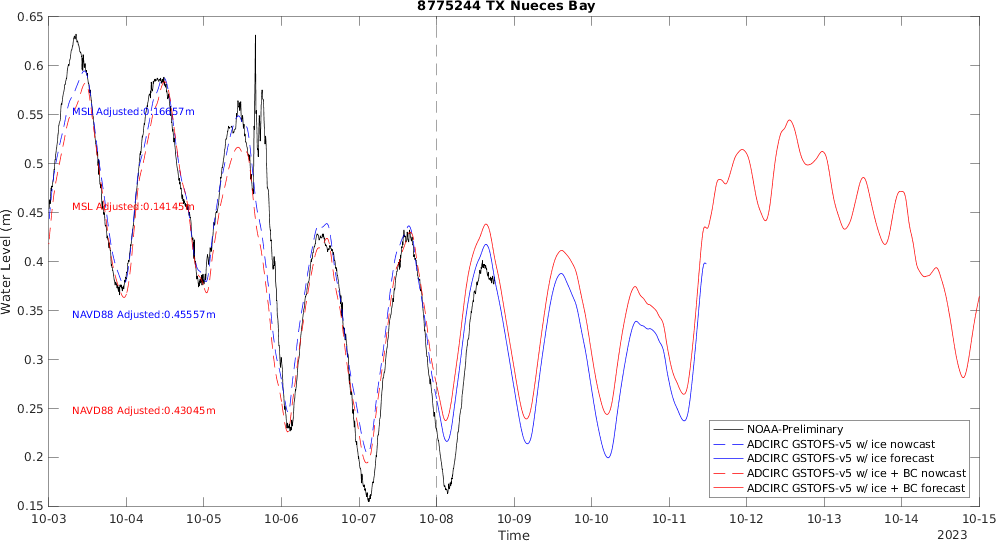 8775244 TX Nueces Bay
0.65
0.6
0.55
0.5
0.45
0.4
0.35
0.3
0.25
0.2
0.15
Water Level (m)
MSL Adjusted:0.16657m
MSL Adjusted:0.14145m
NAVD88 Adjusted:0.45557m
NAVD88 Adjusted:0.43045m
NOAA-Preliminary
ADCIRC GSTOFS-v5 w/ ice nowcast
ADCIRC GSTOFS-v5 w/ ice forecast
ADCIRC GSTOFS-v5 w/ ice + BC nowcast
ADCIRC GSTOFS-v5 w/ ice + BC forecast
10-03 10-04 10-05 10-06 10-07 10-08 10-09 10-10 10-11 10-12 10-13 10-14 10-15
Time
2023